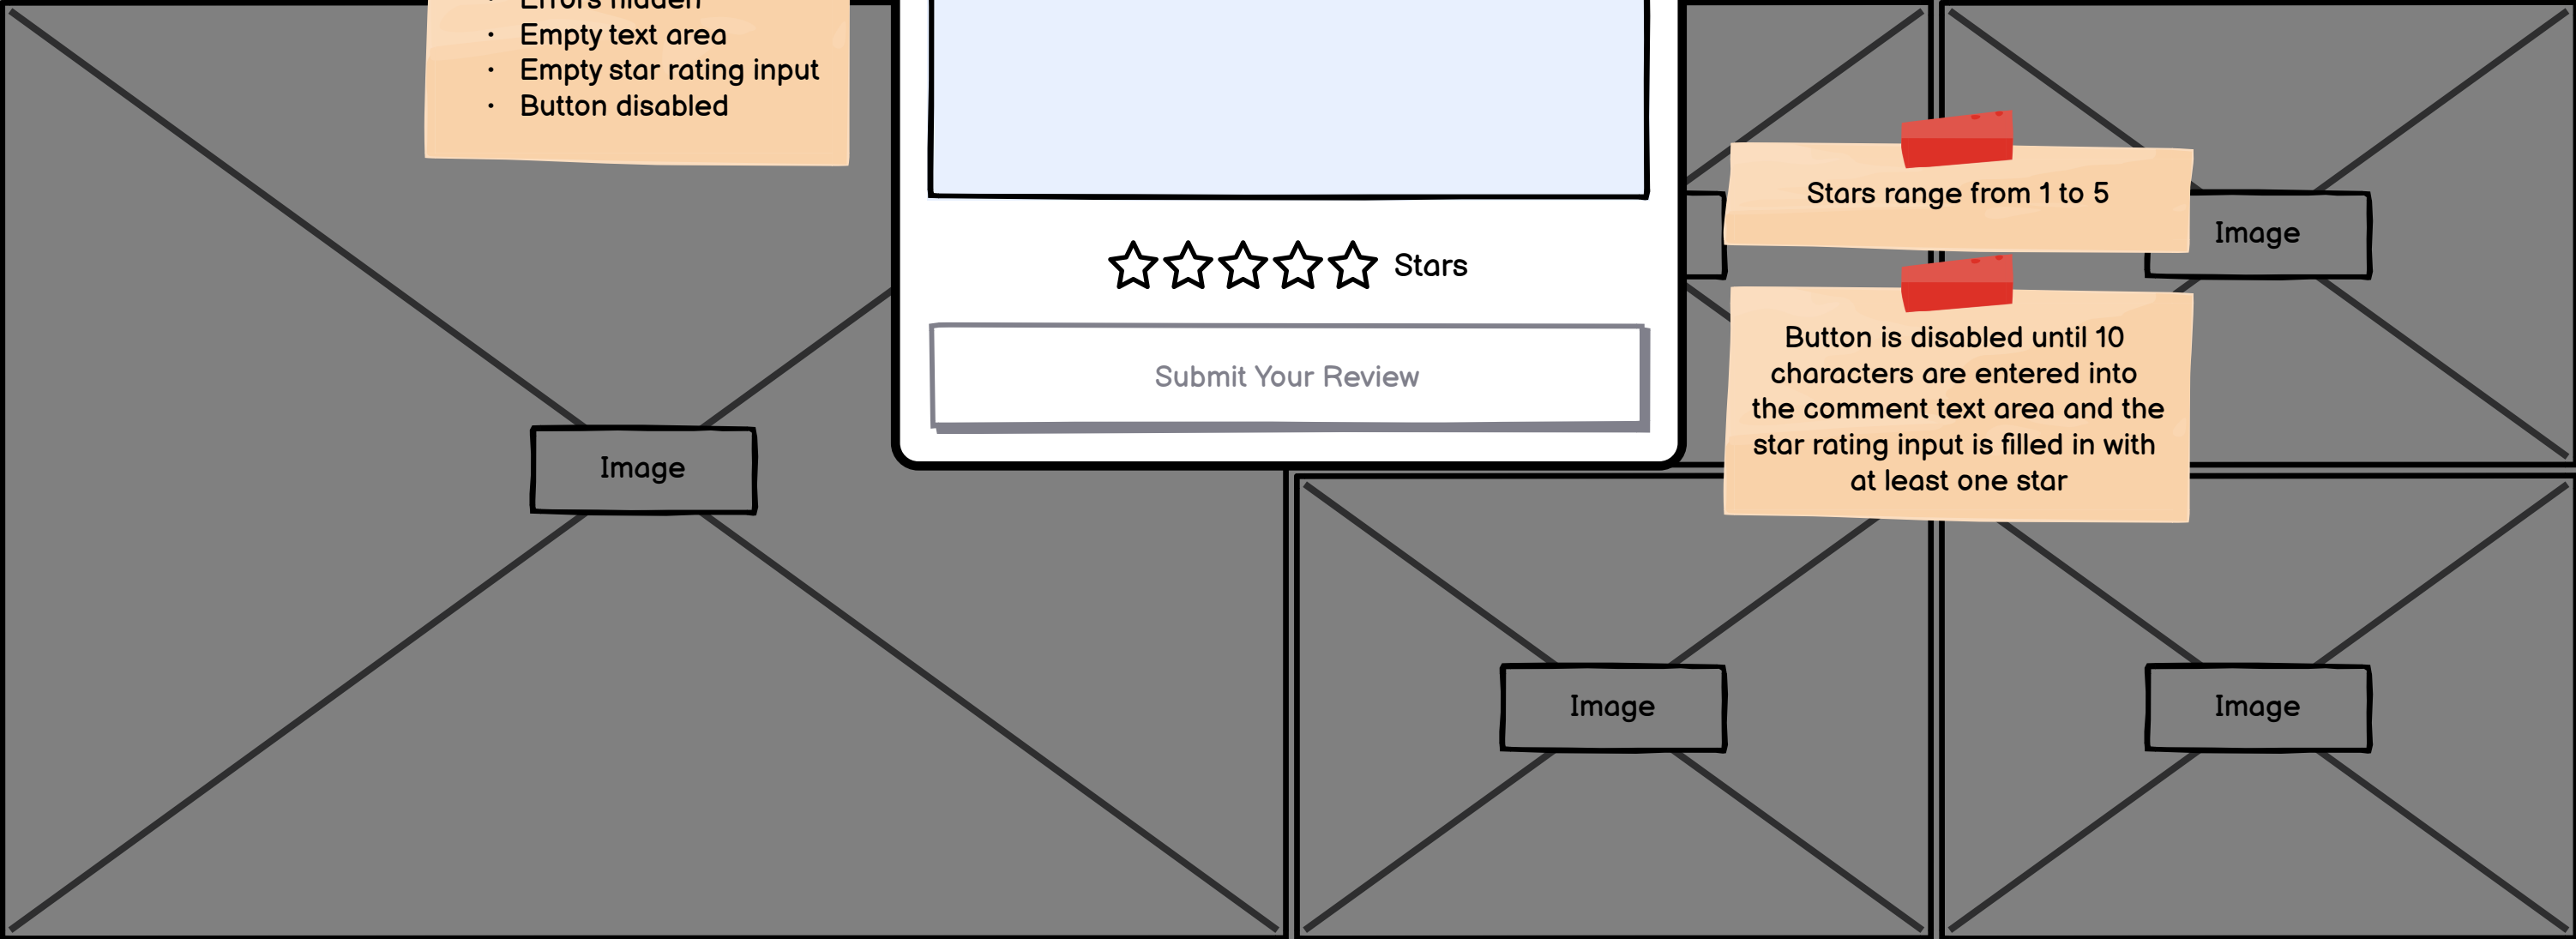 Errors hidden
· Empty text area
· Empty star rating input
· Button disabled
Stars range from 1 to 5
Image
Stars
Button is disabled until 10
characters are entered into
the comment text area and the
star rating input is filled in with
at least one star
Submit Your Review
Image
Image
Image